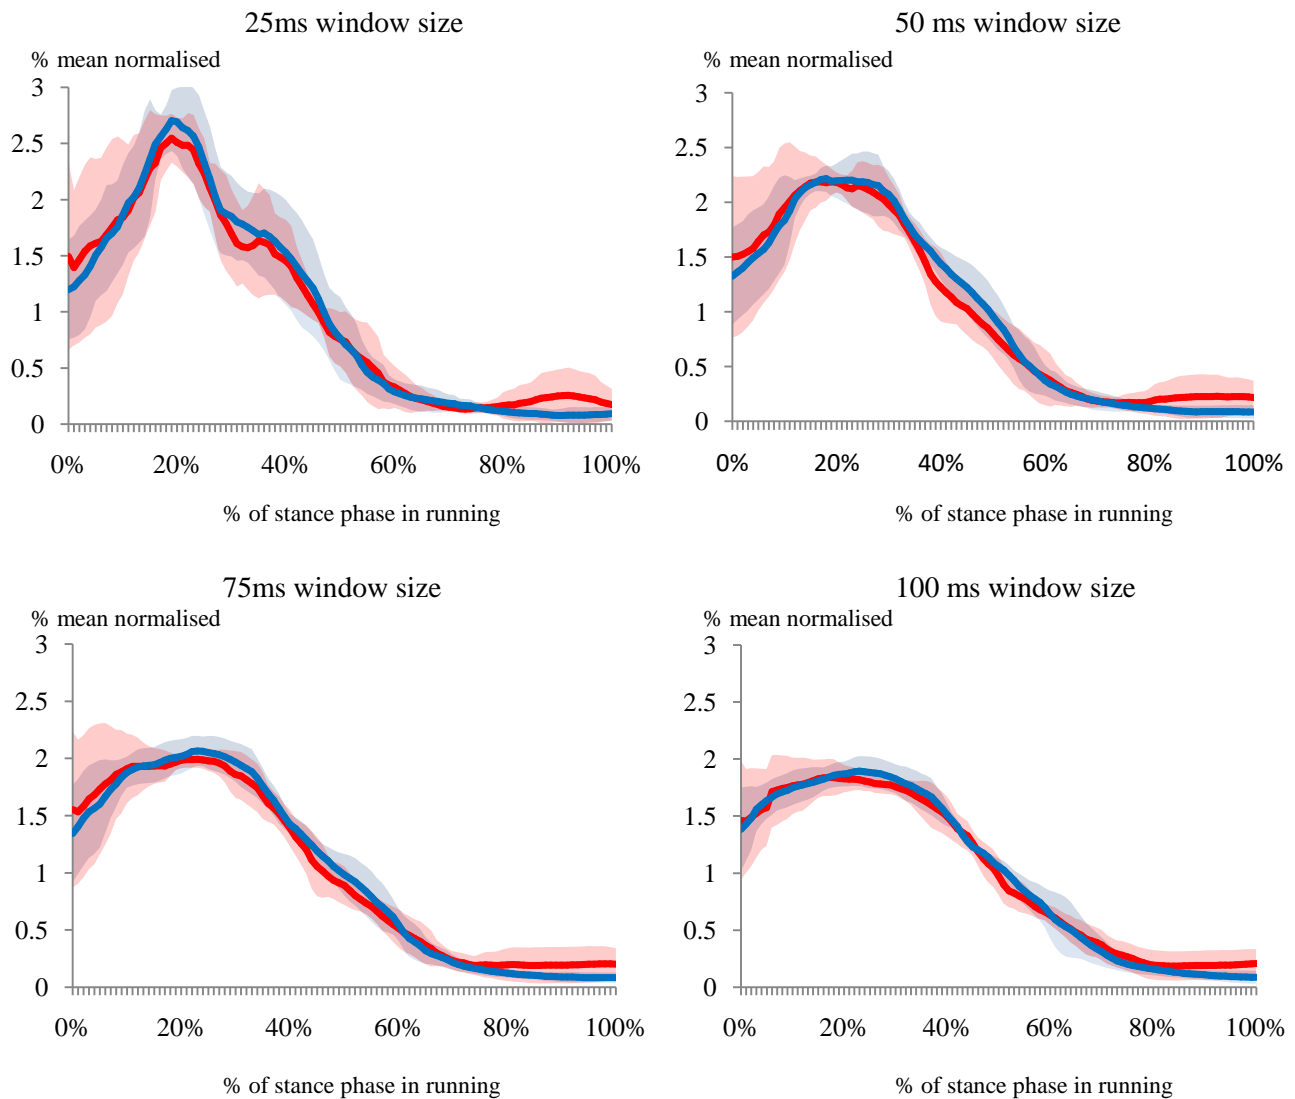 25ms window size
% mean normalised
3
2.5
2
1.5
1
0.5
0
0% 20% 40% 60% 80% 100%
% of stance phase in running
50 ms window size
% mean normalised
3
2.5
2
1.5
1
0.5
0
0% 20% 40% 60% 80% 100%
% of stance phase in running
75ms window size
% mean normalised
3
2.5
2
1.5
1
0.5
0
0% 20% 40% 60% 80% 100%
% of stance phase in running
100 ms window size
% mean normalised
3
2.5
2
1.5
1
0.5
0
0% 20% 40% 60% 80% 100%
% of stance phase in running